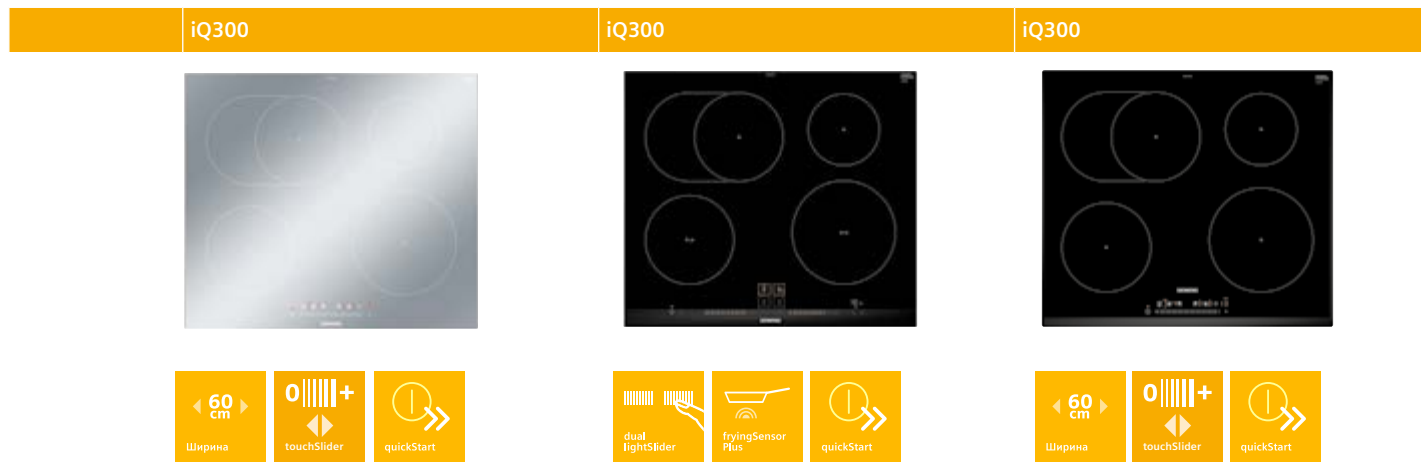 iQ300
iQ300
iQ300
60
cm
Ширина
0 +
touchSlider
quickStart
dual
lightSlider
fryingSensor
Plus
quickStart
60
cm
Ширина
0 +
touchSlider
quickStart